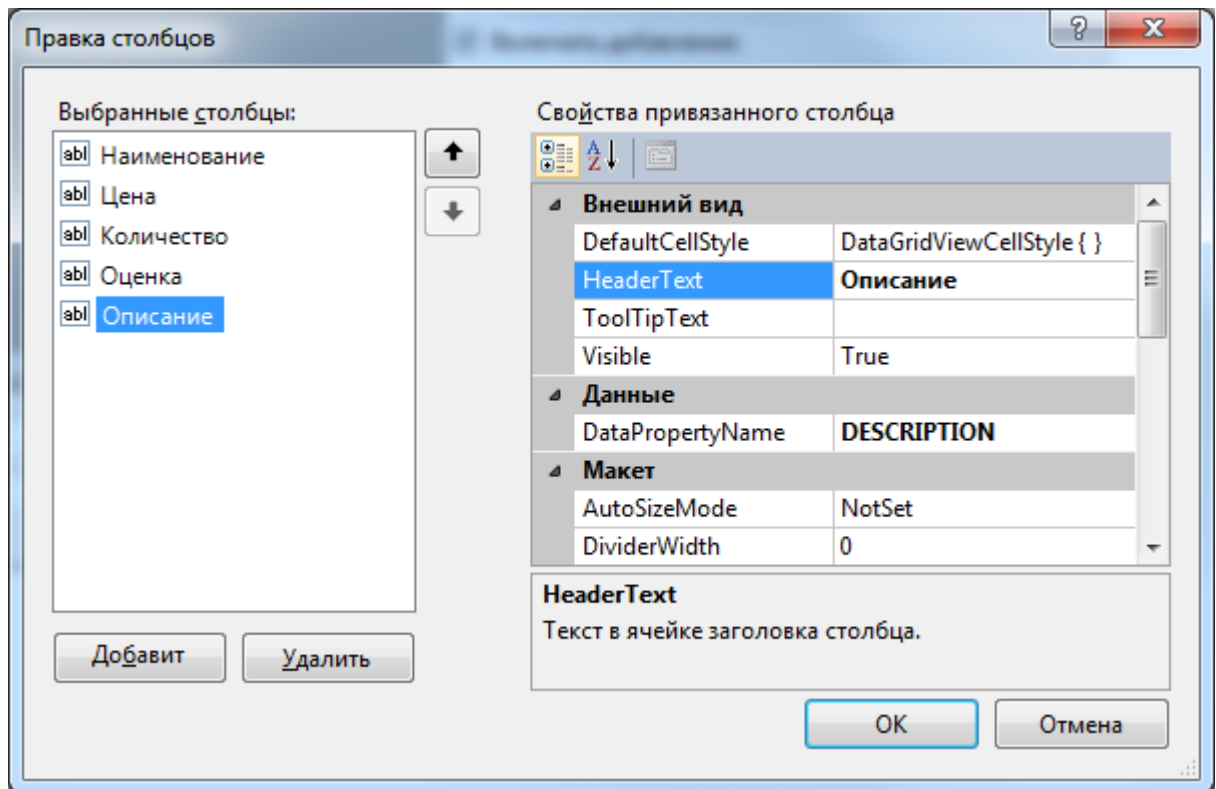 Правка столбцов
Выбранные столбцы:
Наименование
Цена
Количество
Оценка
Описание
Добавит
Удалить
Свойства привязанного столбца
Внешний вид
DefaultCellStyle DataGridViewCellStyle { }
HeaderText Описание
ToolTipText
Visible True
Данные
DataPropertyName DESCRIPTION
Макет
AutoSizeMode NotSet
DividerWidth 0
HeaderText
Текст в ячейке заголовка столбца.
OK
Отмена